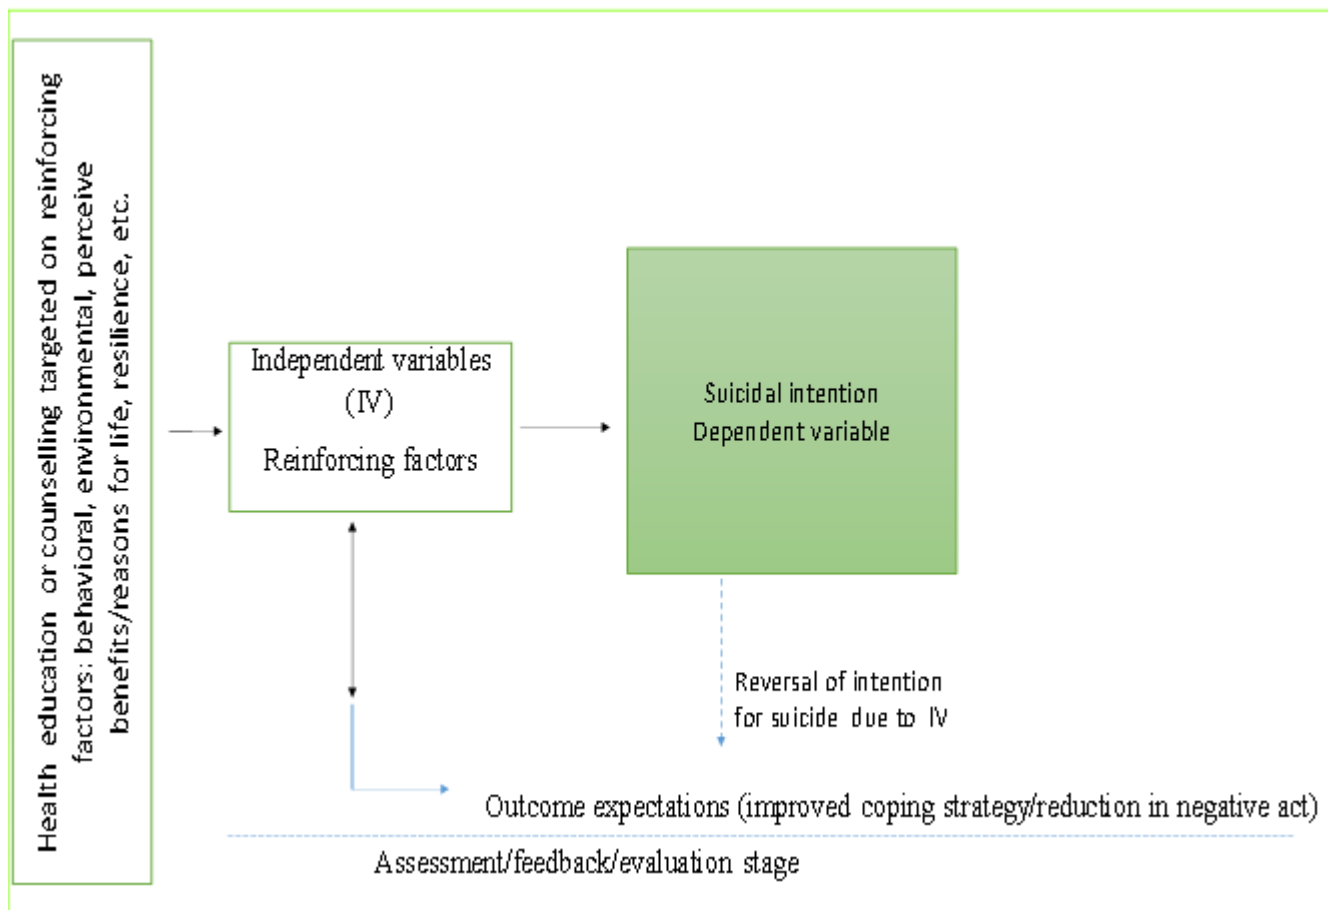 Health education or counselling targeted on reinforcing
factors: behavioral, environmental, perceive
benefits/reasons for life, resilience, etc.
Independent variables
(IV)
Reinforcing factors
Suicidal intention
Dependent variable
Reversal of intention
for suicide due to IV
Outcome expectations (improved coping strategy/reduction in negative act)
Assessment/feedback/evaluation stage